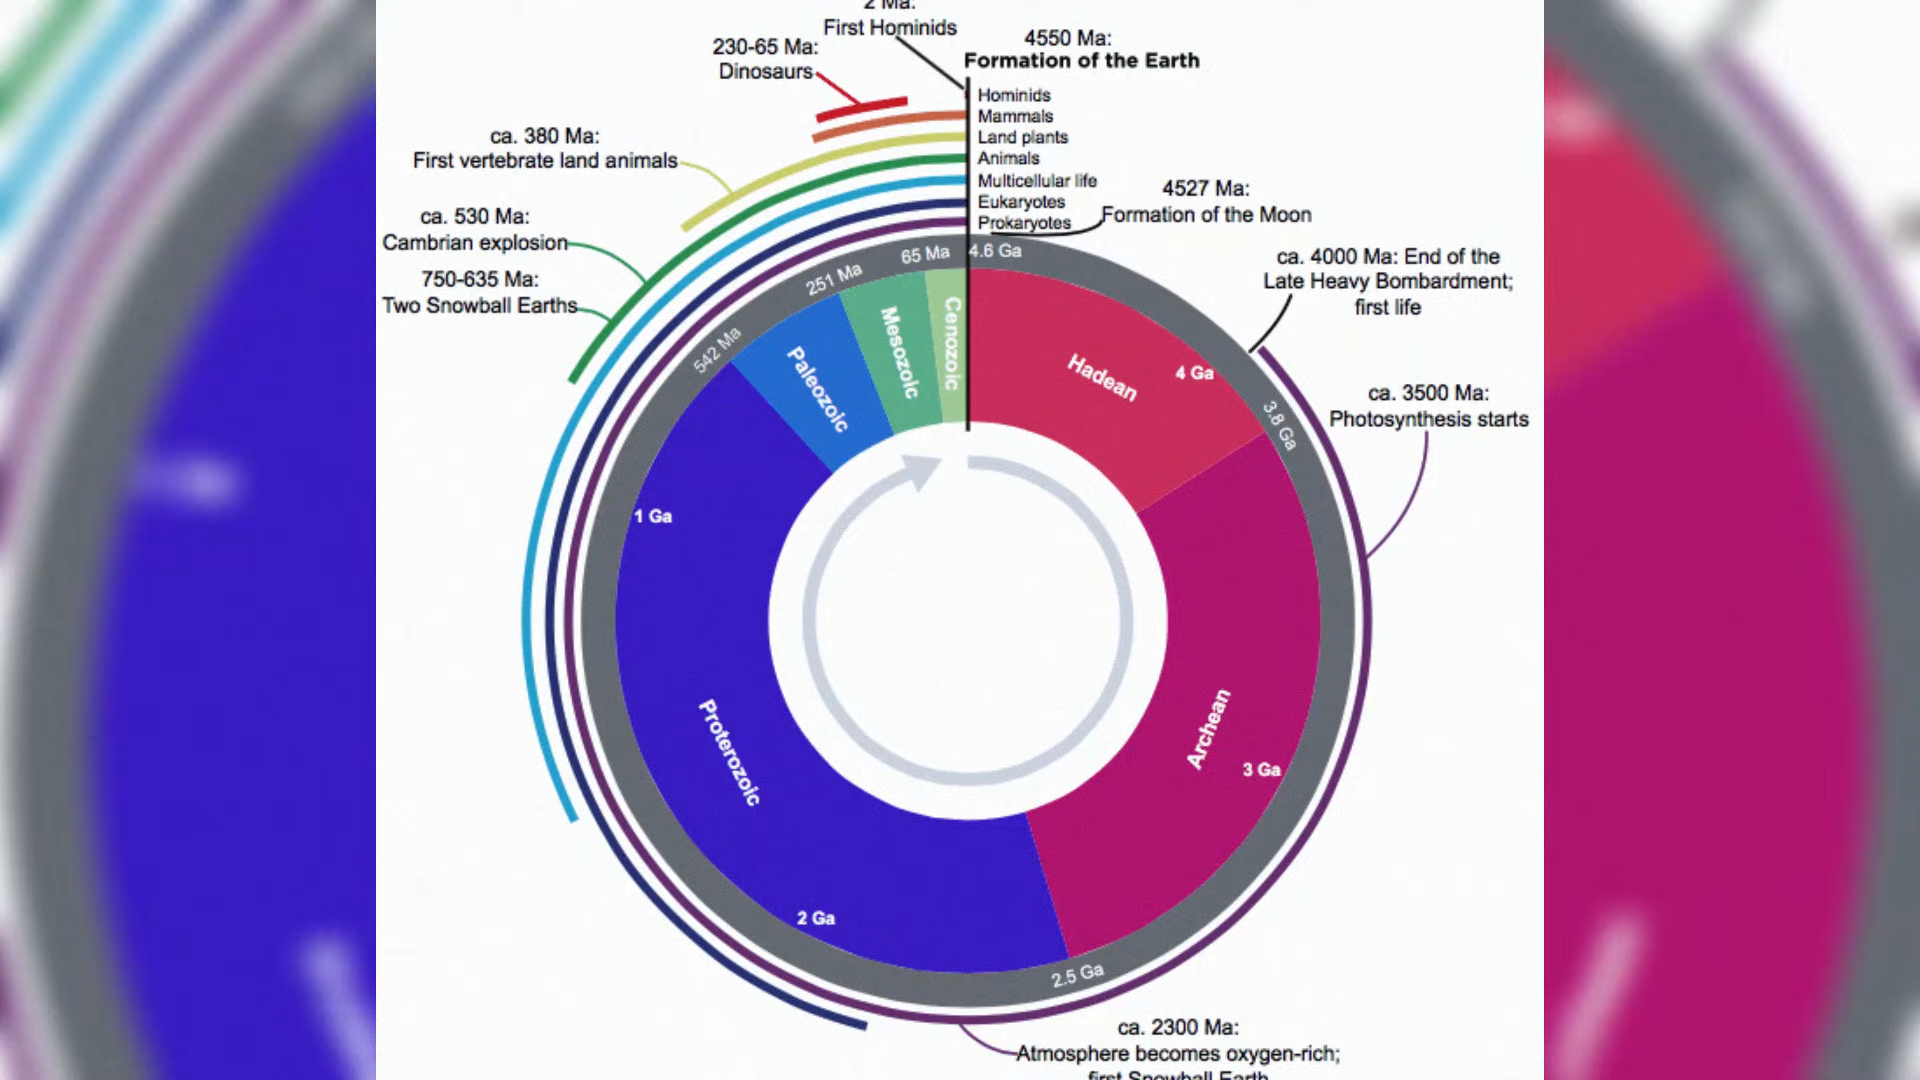 2 Ma:
First Hominids
230-65 Ma:
Dinosaurs
4550 Ma:
Formation of the Earth
Hominids
Mammals
Land plants
Animals
Multicellular life
Eukaryotes
Prokaryotes
ca. 380 Ma:
First vertebrate land animals
ca. 530 Ma:
Cambrian explosion
750-635 Ma:
Two Snowball Earths
4527 Ma:
Formation of the Moon
ca. 4000 Ma: End of the
Late Heavy Bombardment;
first life
ca. 3500 Ma:
Photosynthesis starts
4.6 Ga
65 Ma
251 Ma
542 Ma
3.8 Ga
2.5 Ga
Cenozoic
Mesozoic
Paleozoic
Hadean
4 Ga
Archean
3 Ga
Proterozoic
1 Ga
2 Ga
ca. 2300 Ma:
Atmosphere becomes oxygen-rich;
first Snowball Earth